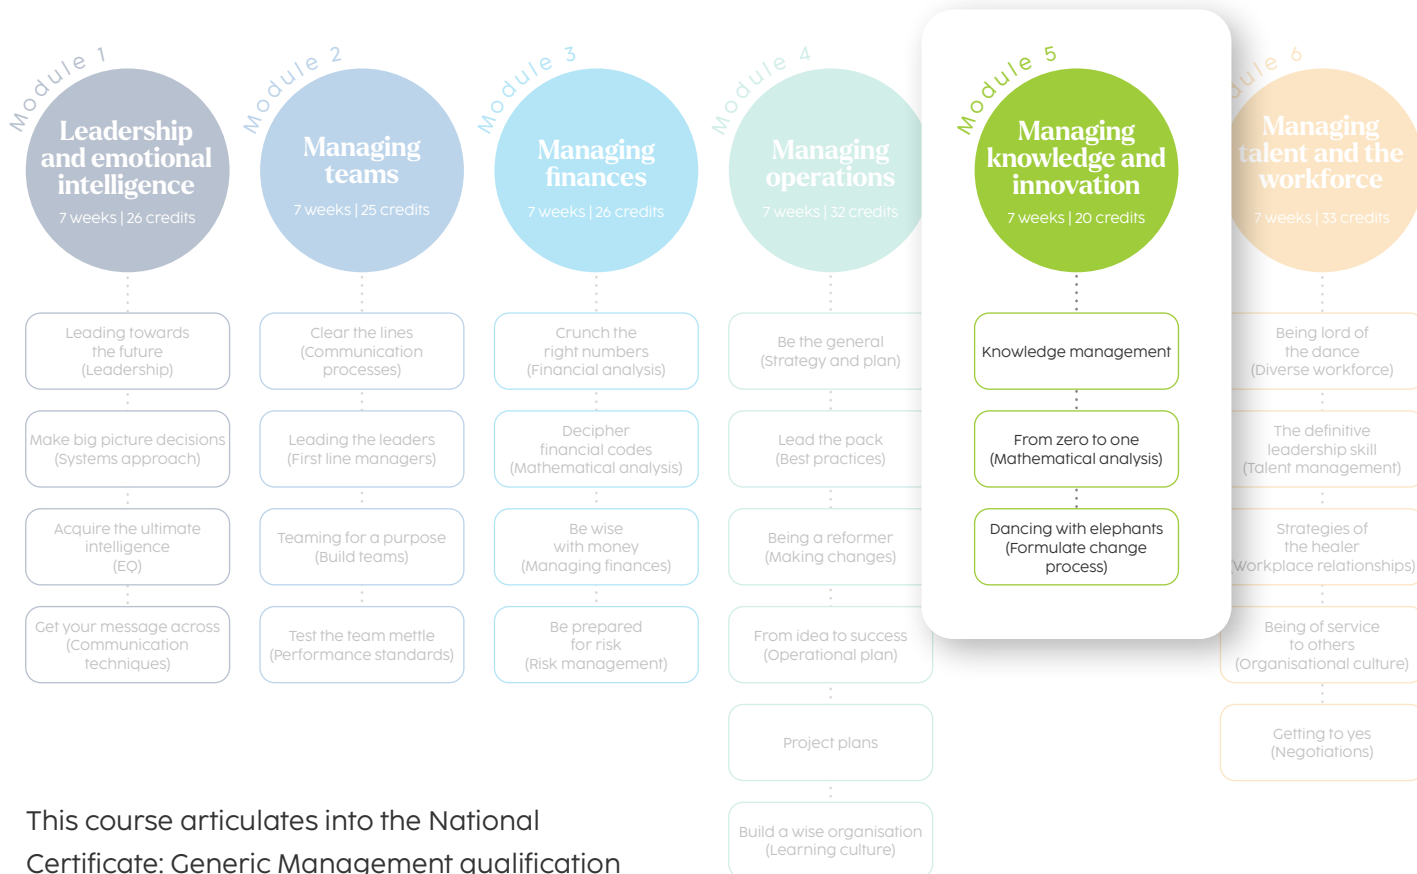 Module 1
Leadership
and emotional
intelligence
7 weeks | 26 credits
Leading towards
the future
(Leadership)
Make big picture decisions
(Systems approach)
Acquire the ultimate
intelligence
(EQ)
Get your message across
(Communication
techniques)
Module 2
Managing
teams
7 weeks | 25 credits
Clear the lines
(Communication
processes)
Leading the leaders
(First line managers)
Teaming for a purpose
(Build teams)
Test the team mettle
(Performance standards)
Module 3
Managing
finances
7 weeks | 26 credits
Crunch the
right numbers
(Financial analysis)
Decipher
financial codes
(Mathematical analysis)
Be wise
with money
(Managing finances)
Be prepared
for risk
(Risk management)
Module 4
Managing
operations
7 weeks | 32 credits
Be the general
(Strategy and plan)
Lead the pack
(Best practices)
Being a reformer
(Making changes)
From idea to success
(Operational plan)
Project plans
Build a wise organisation
(Learning culture)
Module 5
Managing
knowledge and
innovation
7 weeks | 20 credits
Knowledge management
From zero to one
(Mathematical analysis)
Dancing with elephants
(Formulate change
process)
dule 6
Managing
talent and the
workforce
7 weeks | 33 credits
Being lord of
the dance
(Diverse workforce)
The definitive
leadership skill
(Talent management)
Strategies of
the healer
(Workplace relationships)
Being of service
to others
(Organisational culture)
Getting to yes
(Negotiations)
This course articulates into the National
Certificate: Generic Management qualification